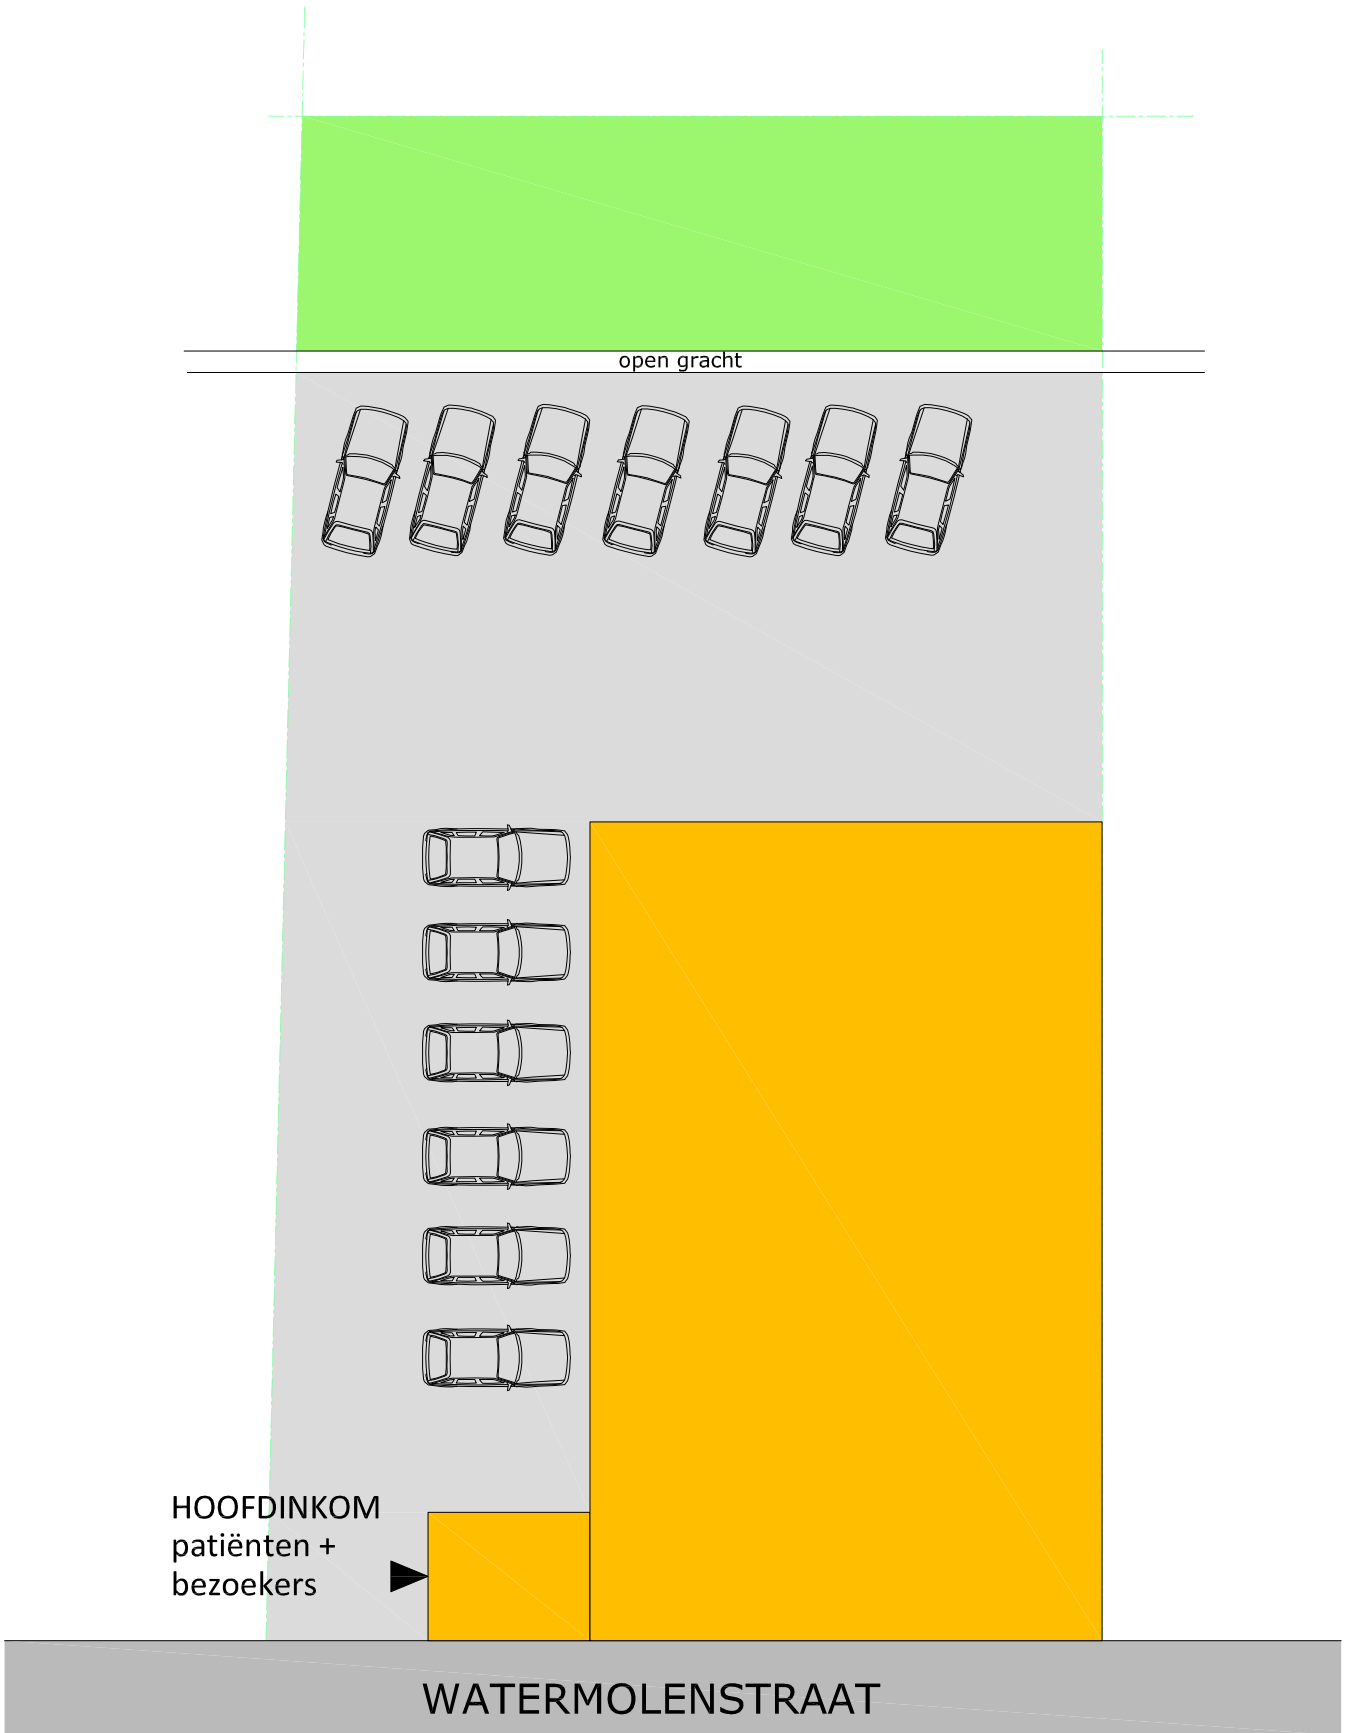 open gracht
HOOFDINKOM
patiënten +
bezoekers
WATERMOLENSTRAAT